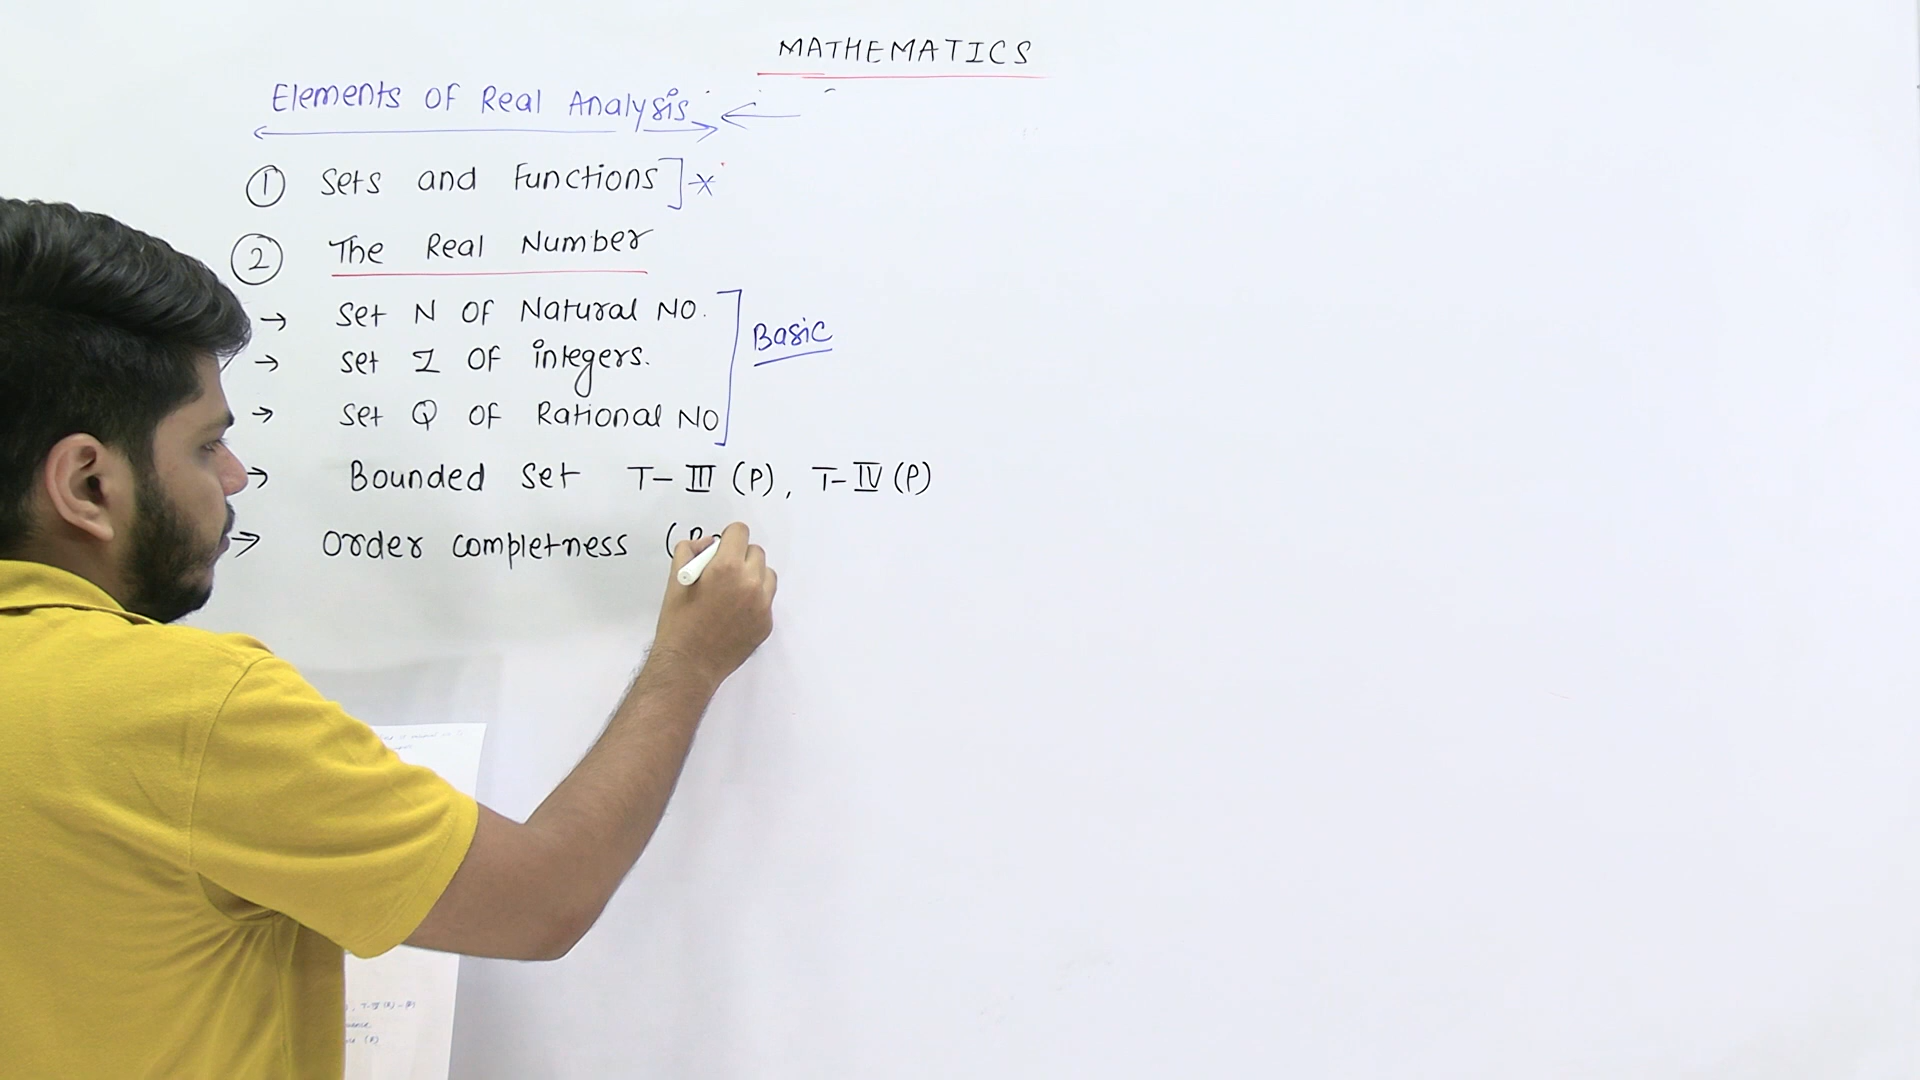 MATHEMATICS
Elements OF Real Analysis
① Sets and Functions
② The Real Number
→ Set N OF Natural NO.
→ Set Z OF integers.
Basic
→ Set Q OF Rational NO
→ Bounded Set T-III (P), T-IV (P)
→ Order completness (